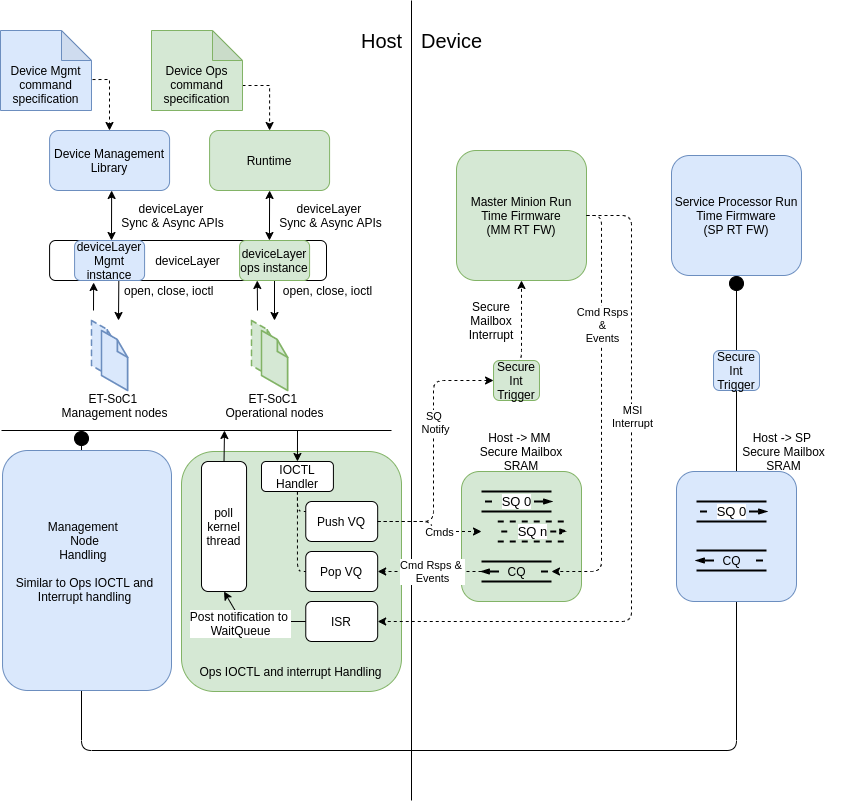 Host
Device
Device Mgmt
command
specification
Device Ops
command
specification
Device Management
Library
Runtime
deviceLayer
Sync & Async APIs
deviceLayer
Sync & Async APIs
deviceLayer
Mgmt
instance
deviceLayer
deviceLayer
ops instance
open, close, ioctl
open, close, ioctl
ET-SoC1
Management nodes
ET-SoC1
Operational nodes
Management
Node
Handling
Similar to Ops IOCTL and
Interrupt handling
poll
kernel
thread
IOCTL
Handler
Push VQ
Pop VQ
Post notification to
WaitQueue
ISR
Ops IOCTL and interrupt Handling
Master Minion Run
Time Firmware
(MM RT FW)
Service Processor Run
Time Firmware
(SP RT FW)
Secure
Mailbox
Interrupt
Cmd Rsps
&
Events
Secure
Int
Trigger
Secure
Int
Trigger
SQ
Notify
MSI
Interrupt
Host -> MM
Secure Mailbox
SRAM
Host -> SP
Secure Mailbox
SRAM
SQ 0
Cmds
SQ n
Cmd Rsps &
Events
CQ
SQ 0
CQ